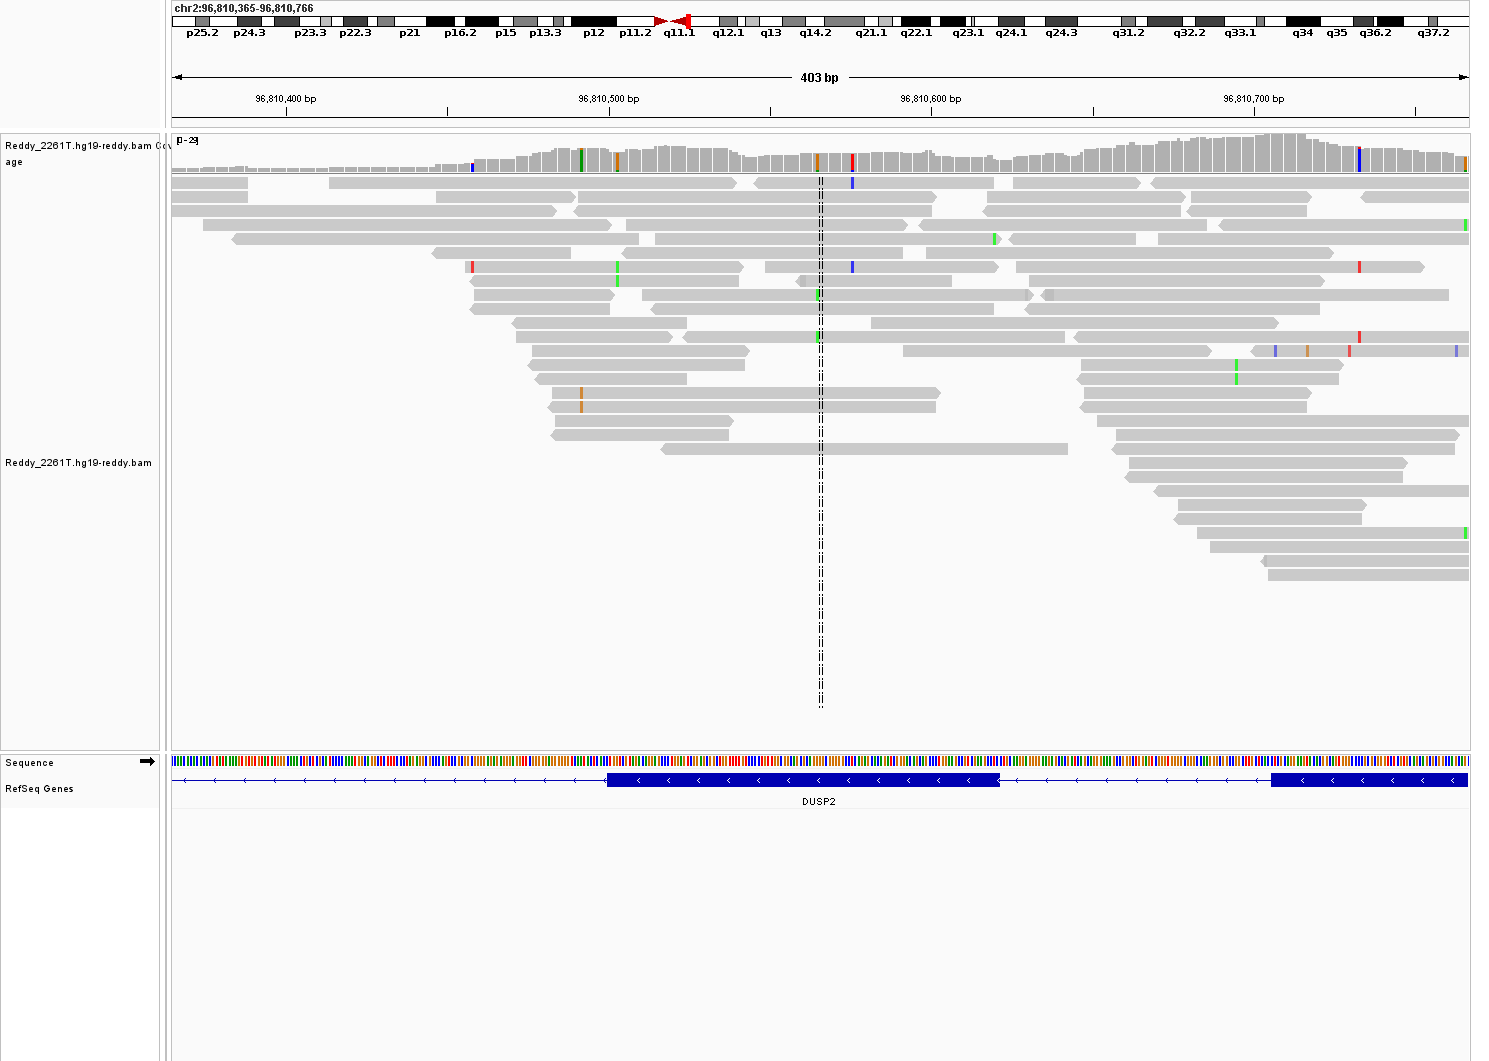 chr2:96,810,365-96,810,766
p25.2 p24.3 p23.3 p22.3 p21 p16.2 p15 p13.3 p12 p11.2 q11.1 q12.1 q13 q14.2 q21.1 q22.1 q23.1 q24.1 q24.3 q31.2 q32.2 q33.1 q34 q35 q36.2 q37.2
403 bp
96,810,400 bp 96,810,500 bp 96,810,600 bp 96,810,700 bp
[0-29]
Reddy_2261T.hg19-reddy.bam Cov
age
Reddy_2261T.hg19-reddy.bam
Sequence
RefSeq Genes
DUSP2